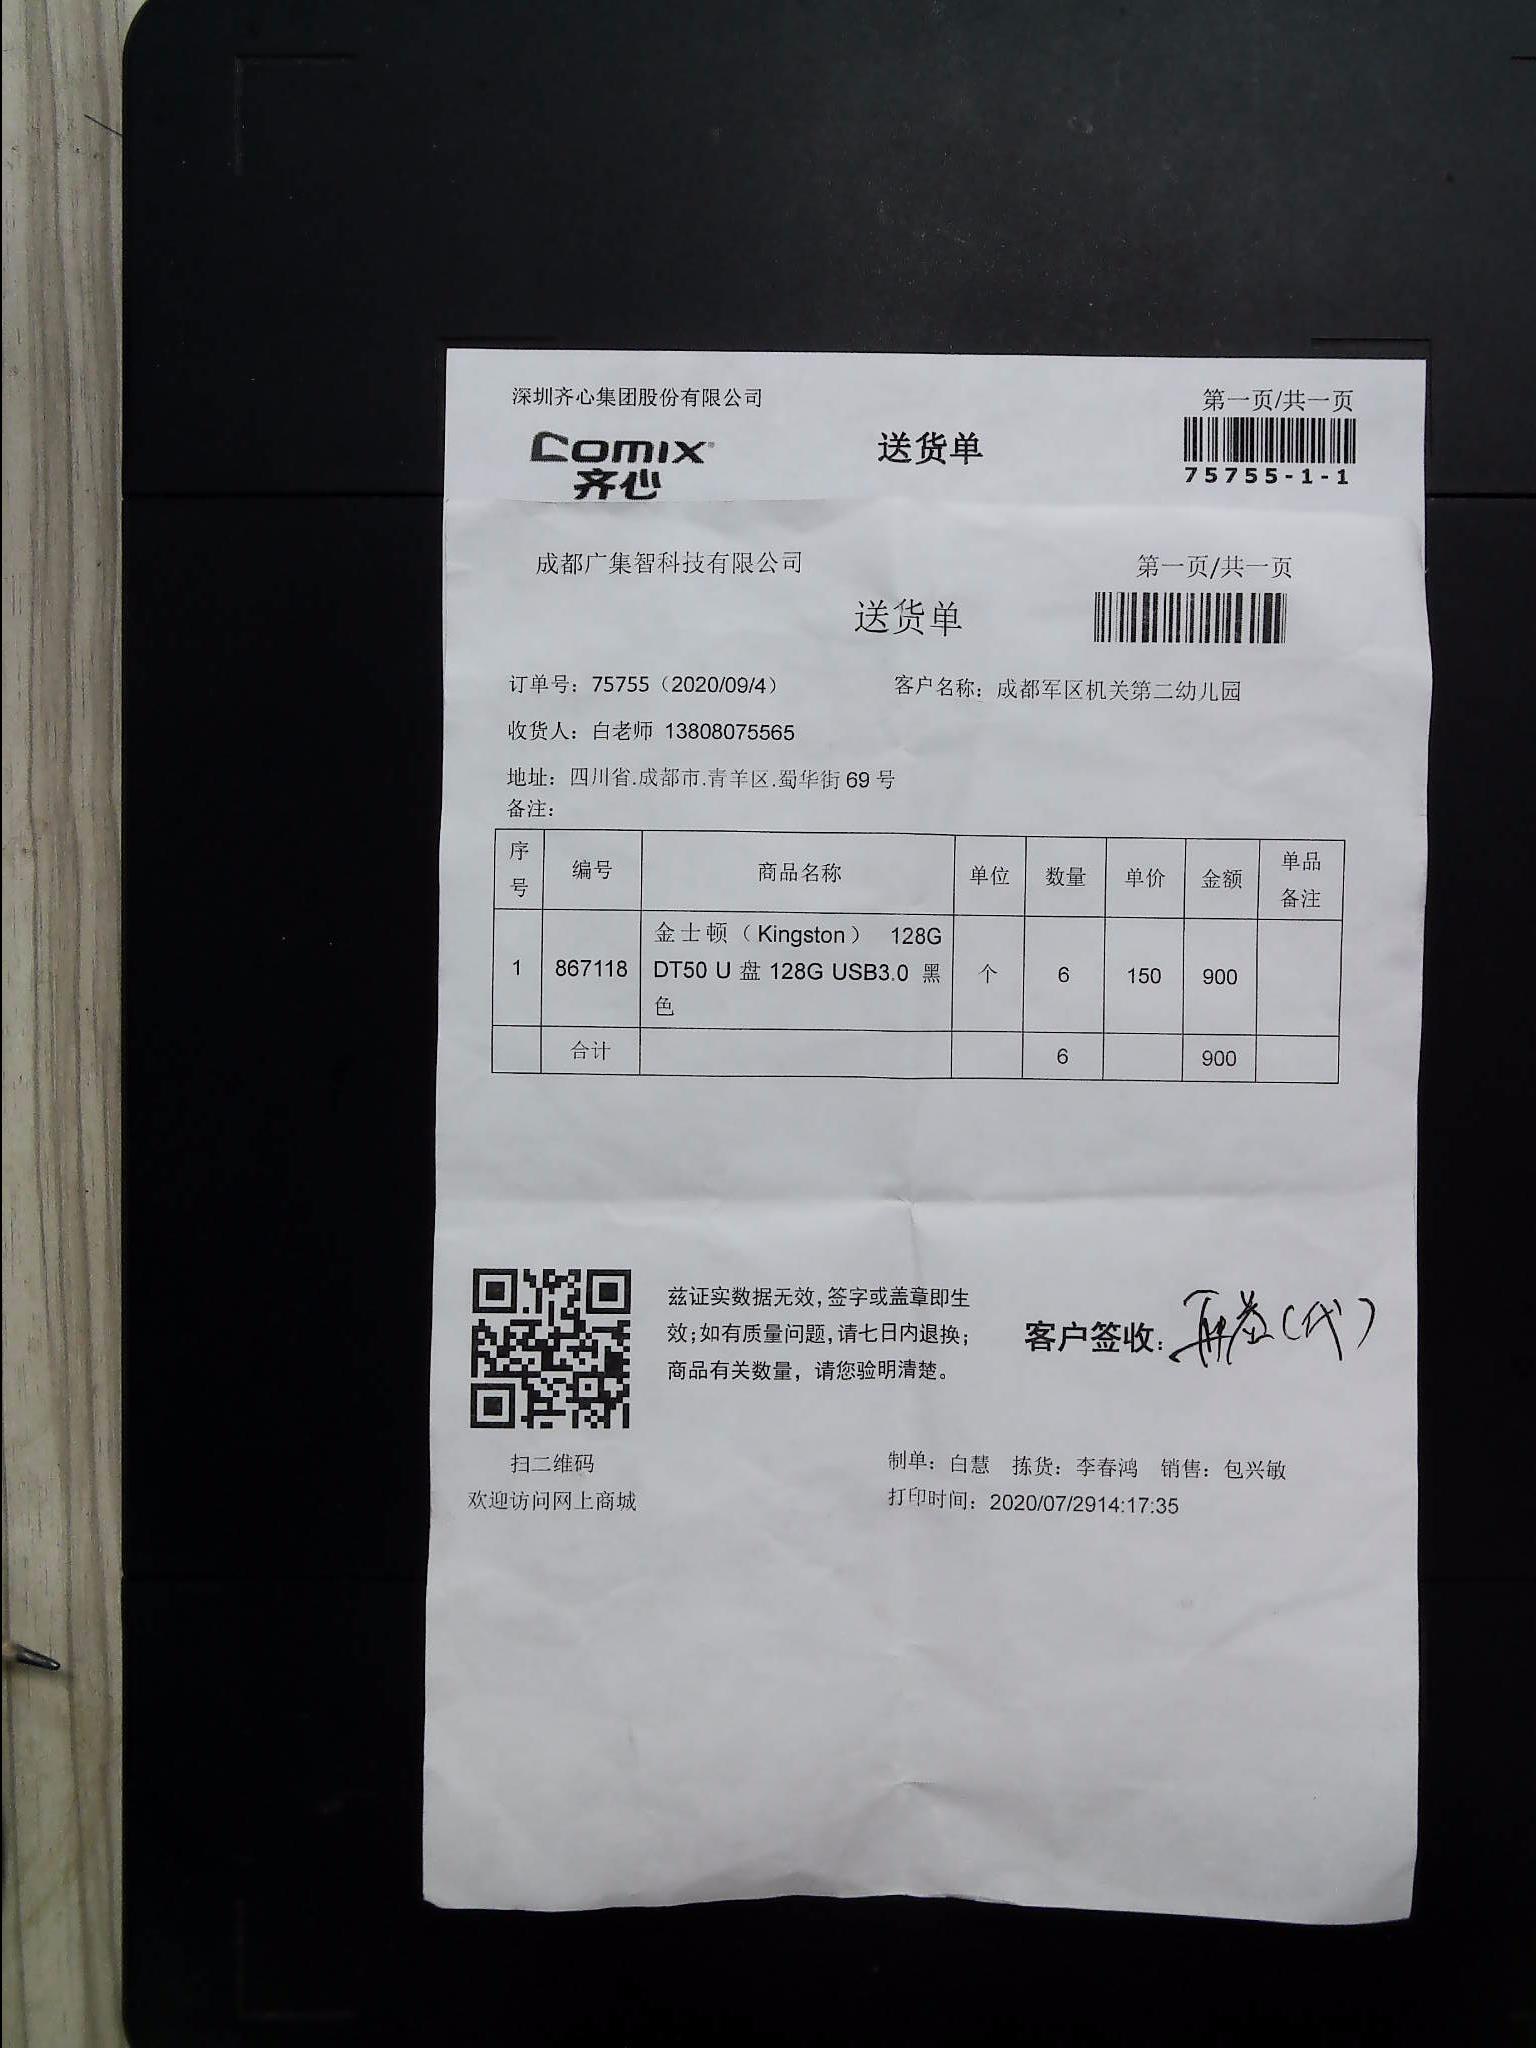 深圳齐心集团股份有限公司
第一页/共一页
COMIX
齐心
送货单
75755-1-1
成都广集智科技有限公司
第一页/共一页
送货单
订单号：75755（2020/09/4）
客户名称：成都军区机关第二幼儿园
收货人：白老师 13808075565
地址：四川省.成都市.青羊区.蜀华街 69 号
备注：
序号 编号 商品名称 单位 数量 单价 金额 单品备注
1 867118 金士顿（Kingston） 128G DT50 U 盘 128G USB3.0 黑色 个 6 150 900
合计 6 900
兹证实数据无效,签字或盖章即生
效;如有质量问题,请七日内退换;
商品有关数量，请您验明清楚。
客户签收： (代)
扫二维码
欢迎访问网上商城
制单：白慧 拣货：李春鸿 销售：包兴敏
打印时间：2020/07/2914:17:35